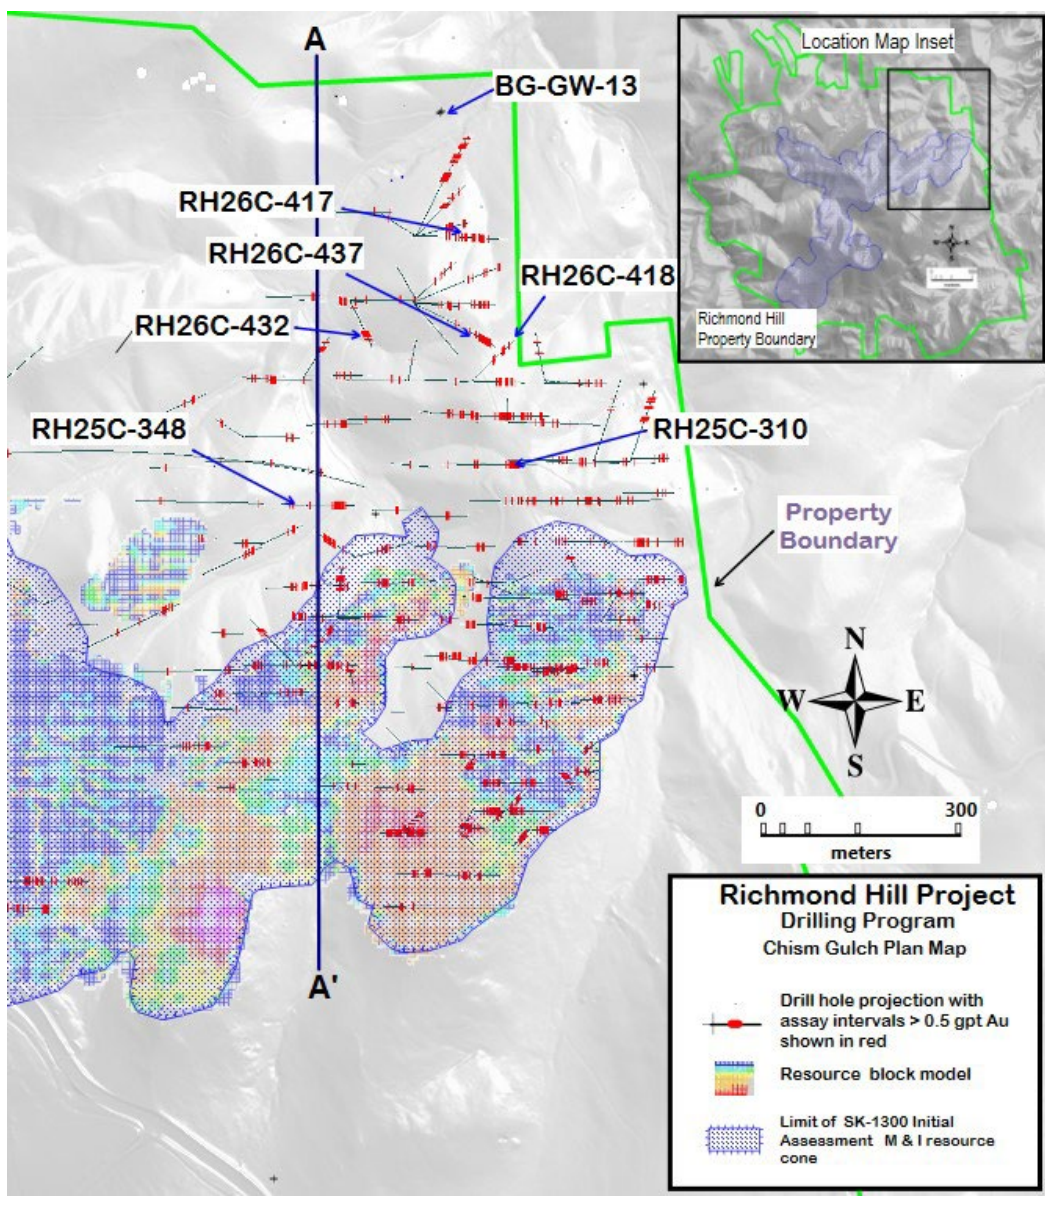 A
BG-GW-13
Location Map Inset
RH26C-417
RH26C-437
RH26C-418
RH26C-432
Richmond Hill
Property Boundary
RH25C-348
RH25C-310
Property
Boundary
N
W
E
S
0
300
meters
A'
Richmond Hill Project
Drilling Program
Chism Gulch Plan Map
Drill hole projection with
assay intervals > 0.5 gpt Au
shown in red
Resource block model
Limit of SK-1300 Initial
Assessment M & I resource
cone